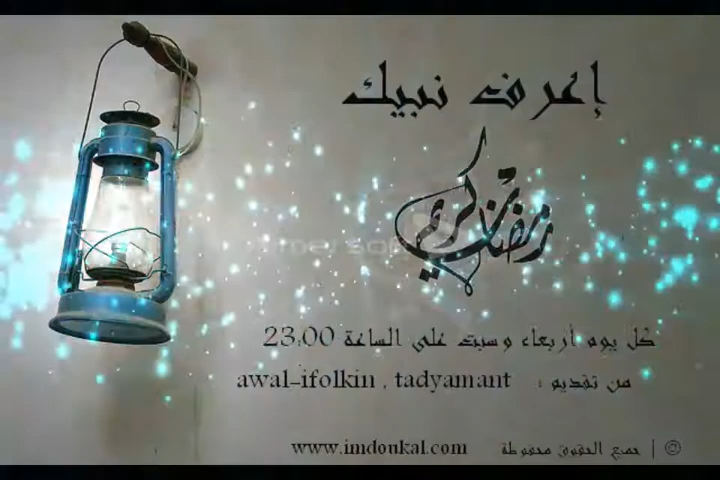 إعرف نبيك
رمضان كريم
كل يوم أربعاء و سبت على الساعة 23:00
من تقديم : awal-ifolkin , tadyamant
© | جميع الحقوق محفوظة www.imdoukal.com